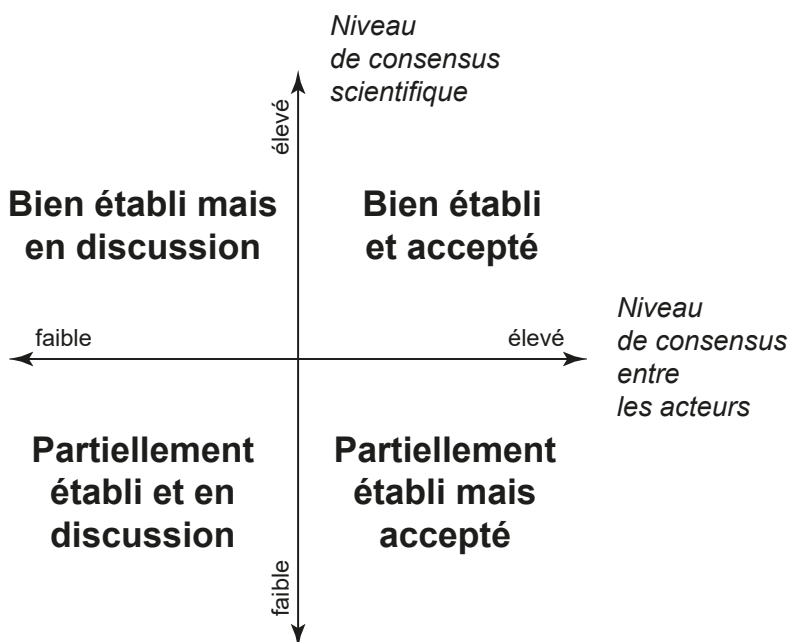 Niveau
de consensus
scientifique
élevé
Bien établi mais
en discussion
Bien établi
et accepté
faible
élevé
Niveau
de consensus
entre
les acteurs
Partiellement
établi et en
discussion
Partiellement
établi mais
accepté
faible